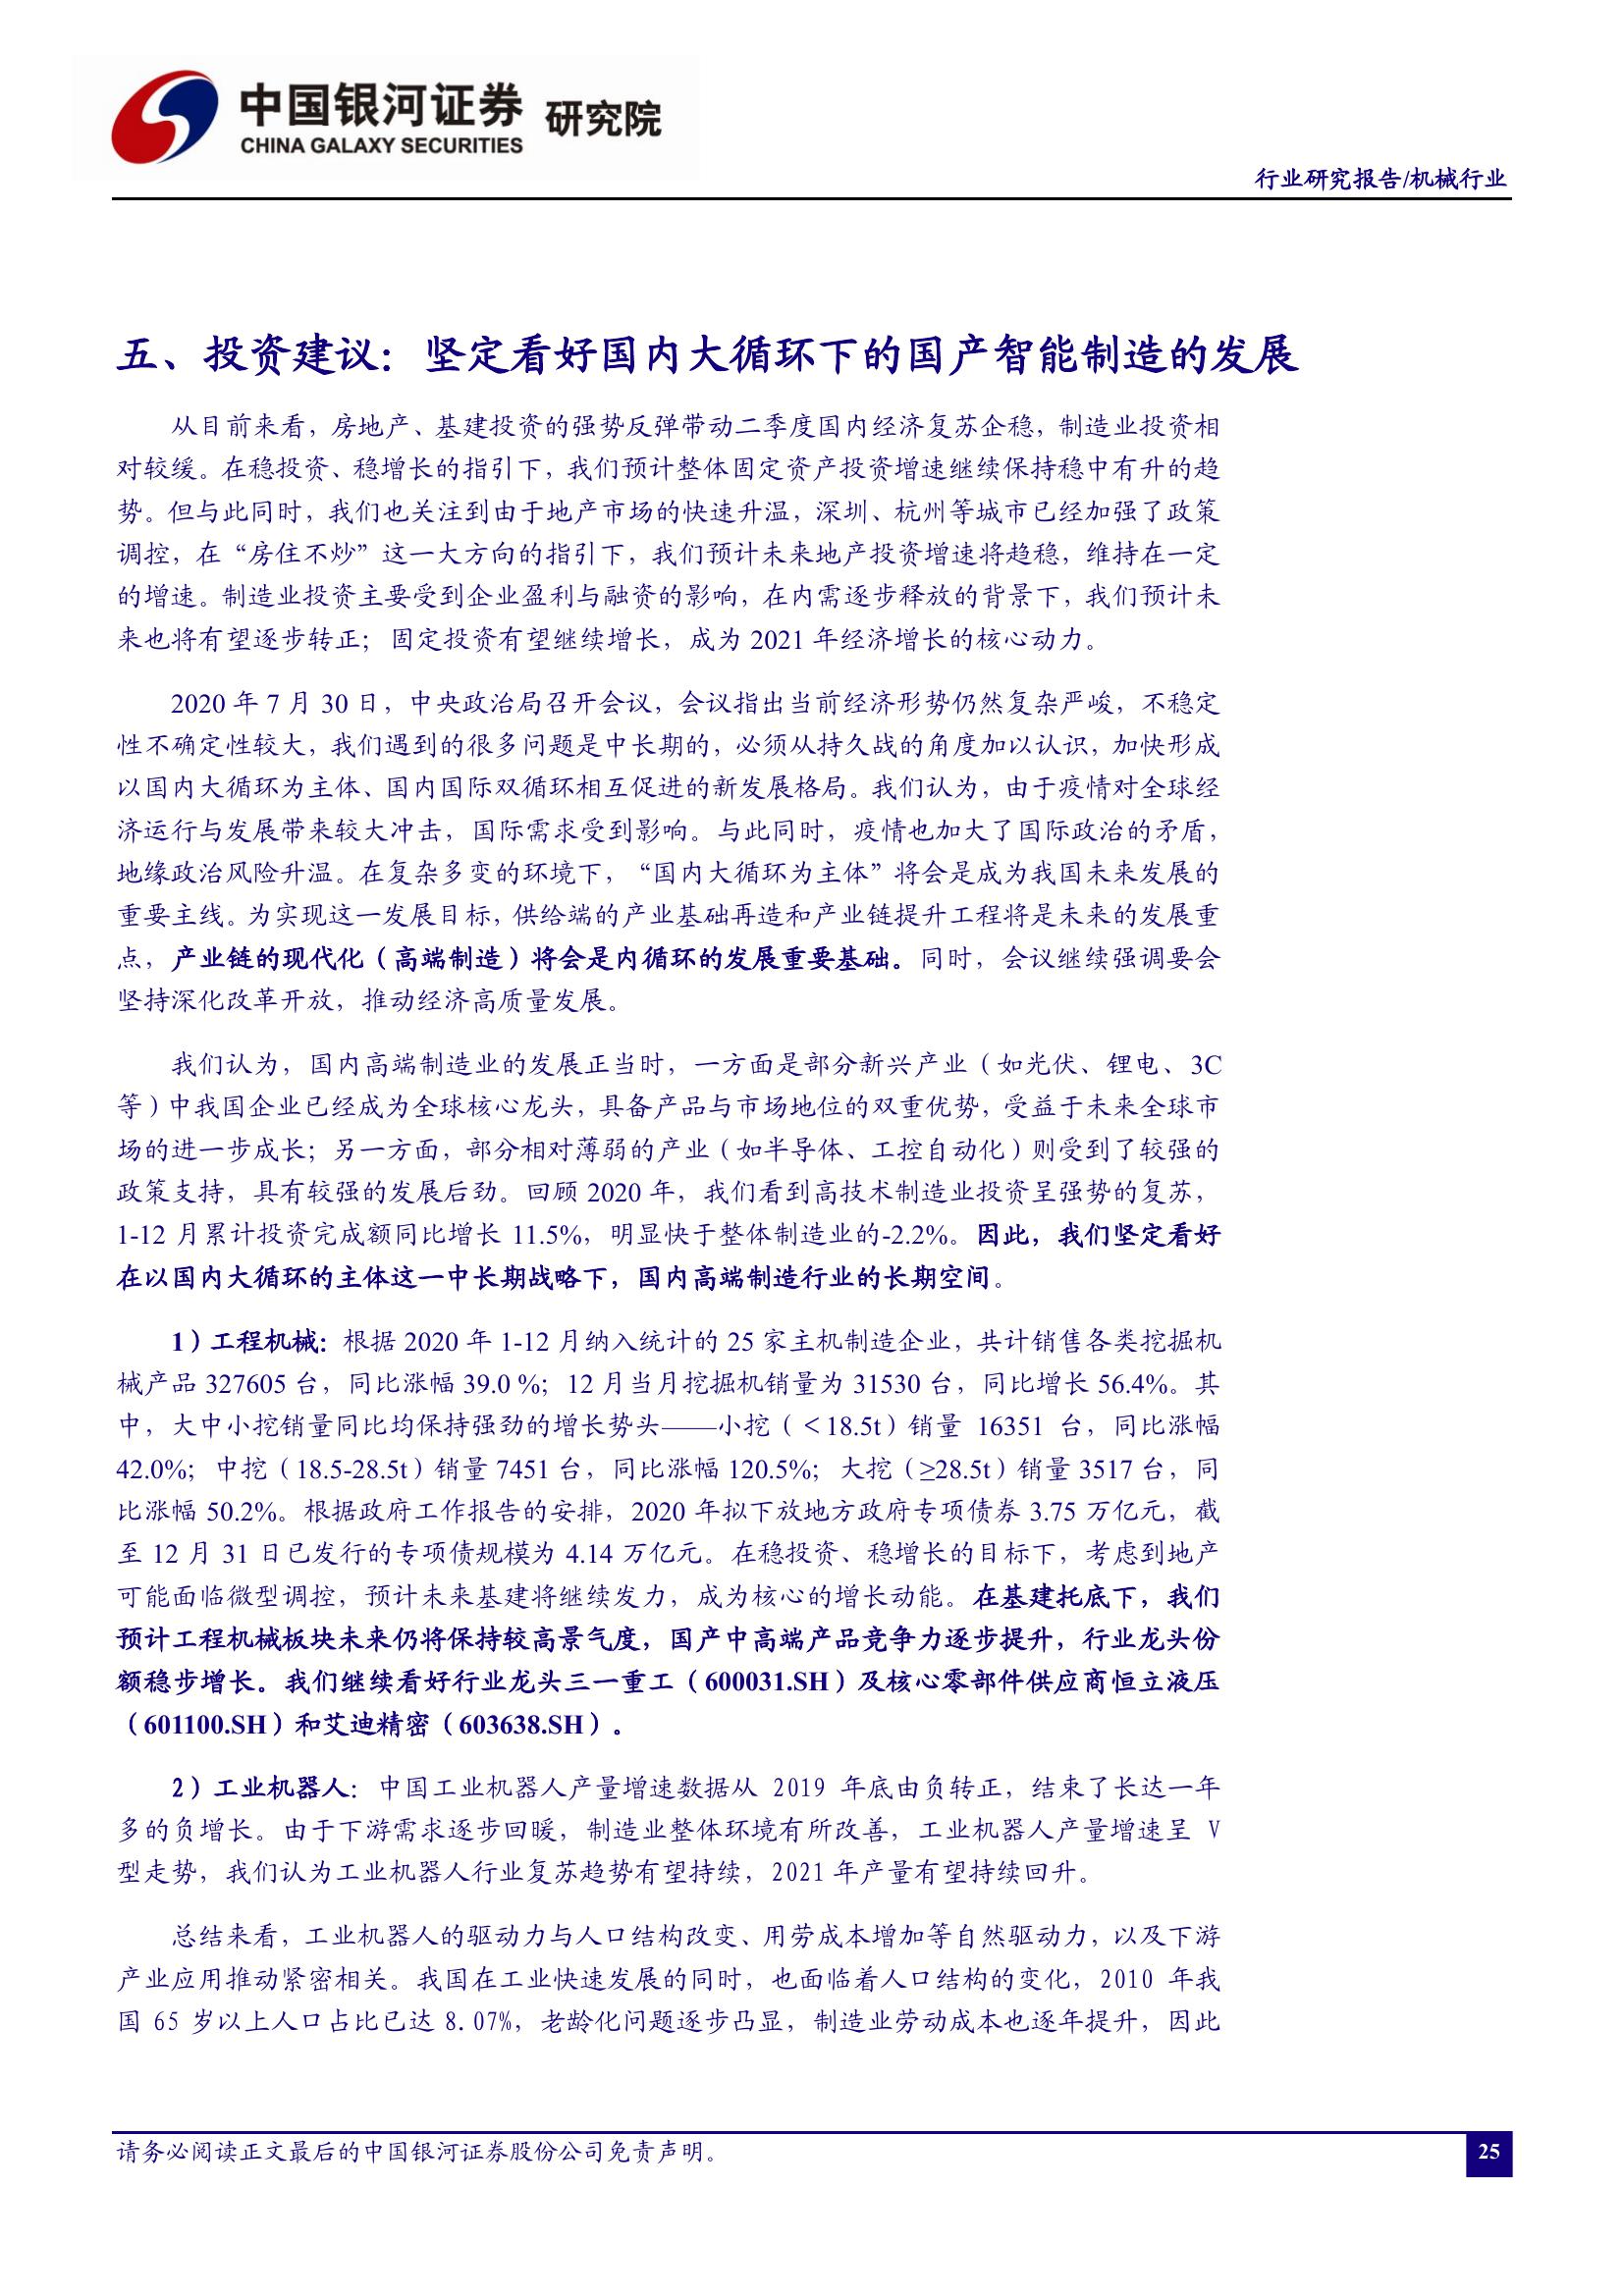 中国银河证券 研究院
CHINA GALAXY SECURITIES
行业研究报告/机械行业
五、投资建议：坚定看好国内大循环下的国产智能制造的发展
从目前来看，房地产、基建投资的强势反弹带动二季度国内经济复苏企稳，制造业投资相
对较缓。在稳投资、稳增长的指引下，我们预计整体固定资产投资增速继续保持稳中有升的趋
势。但与此同时，我们也关注到由于地产市场的快速升温，深圳、杭州等城市已经加强了政策
调控，在“房住不炒”这一大方向的指引下，我们预计未来地产投资增速将趋稳，维持在一定
的增速。制造业投资主要受到企业盈利与融资的影响，在内需逐步释放的背景下，我们预计未
来也将有望逐步转正；固定投资有望继续增长，成为 2021 年经济增长的核心动力。
2020 年 7 月 30 日，中央政治局召开会议，会议指出当前经济形势仍然复杂严峻，不稳定
性不确定性较大，我们遇到的很多问题是中长期的，必须从持久战的角度加以认识，加快形成
以国内大循环为主体、国内国际双循环相互促进的新发展格局。我们认为，由于疫情对全球经
济运行与发展带来较大冲击，国际需求受到影响。与此同时，疫情也加大了国际政治的矛盾，
地缘政治风险升温。在复杂多变的环境下，“国内大循环为主体”将会是成为我国未来发展的
重要主线。为实现这一发展目标，供给端的产业基础再造和产业链提升工程将是未来的发展重
点，产业链的现代化（高端制造）将会是内循环的发展重要基础。同时，会议继续强调要会
坚持深化改革开放，推动经济高质量发展。
我们认为，国内高端制造业的发展正当时，一方面是部分新兴产业（如光伏、锂电、3C
等）中我国企业已经成为全球核心龙头，具备产品与市场地位的双重优势，受益于未来全球市
场的进一步成长；另一方面，部分相对薄弱的产业（如半导体、工控自动化）则受到了较强的
政策支持，具有较强的发展后劲。回顾 2020 年，我们看到高技术制造业投资呈强势的复苏，
1-12 月累计投资完成额同比增长 11.5%，明显快于整体制造业的-2.2%。因此，我们坚定看好
在以国内大循环的主体这一中长期战略下，国内高端制造行业的长期空间。
1）工程机械：根据 2020 年 1-12 月纳入统计的 25 家主机制造企业，共计销售各类挖掘机
械产品 327605 台，同比涨幅 39.0 %；12 月当月挖掘机销量为 31530 台，同比增长 56.4%。其
中，大中小挖销量同比均保持强劲的增长势头——小挖（＜18.5t）销量 16351 台，同比涨幅
42.0%；中挖（18.5-28.5t）销量 7451 台，同比涨幅 120.5%；大挖（≥28.5t）销量 3517 台，同
比涨幅 50.2%。根据政府工作报告的安排，2020 年拟下放地方政府专项债券 3.75 万亿元，截
至 12 月 31 日已发行的专项债规模为 4.14 万亿元。在稳投资、稳增长的目标下，考虑到地产
可能面临微型调控，预计未来基建将继续发力，成为核心的增长动能。在基建托底下，我们
预计工程机械板块未来仍将保持较高景气度，国产中高端产品竞争力逐步提升，行业龙头份
额稳步增长。我们继续看好行业龙头三一重工（600031.SH）及核心零部件供应商恒立液压
（601100.SH）和艾迪精密（603638.SH）。
2）工业机器人：中国工业机器人产量增速数据从 2019 年底由负转正，结束了长达一年
多的负增长。由于下游需求逐步回暖，制造业整体环境有所改善，工业机器人产量增速呈 V
型走势，我们认为工业机器人行业复苏趋势有望持续，2021 年产量有望持续回升。
总结来看，工业机器人的驱动力与人口结构改变、用劳成本增加等自然驱动力，以及下游
产业应用推动紧密相关。我国在工业快速发展的同时，也面临着人口结构的变化，2010 年我
国 65 岁以上人口占比已达 8.07%，老龄化问题逐步凸显，制造业劳动成本也逐年提升，因此
请务必阅读正文最后的中国银河证券股份公司免责声明。
25